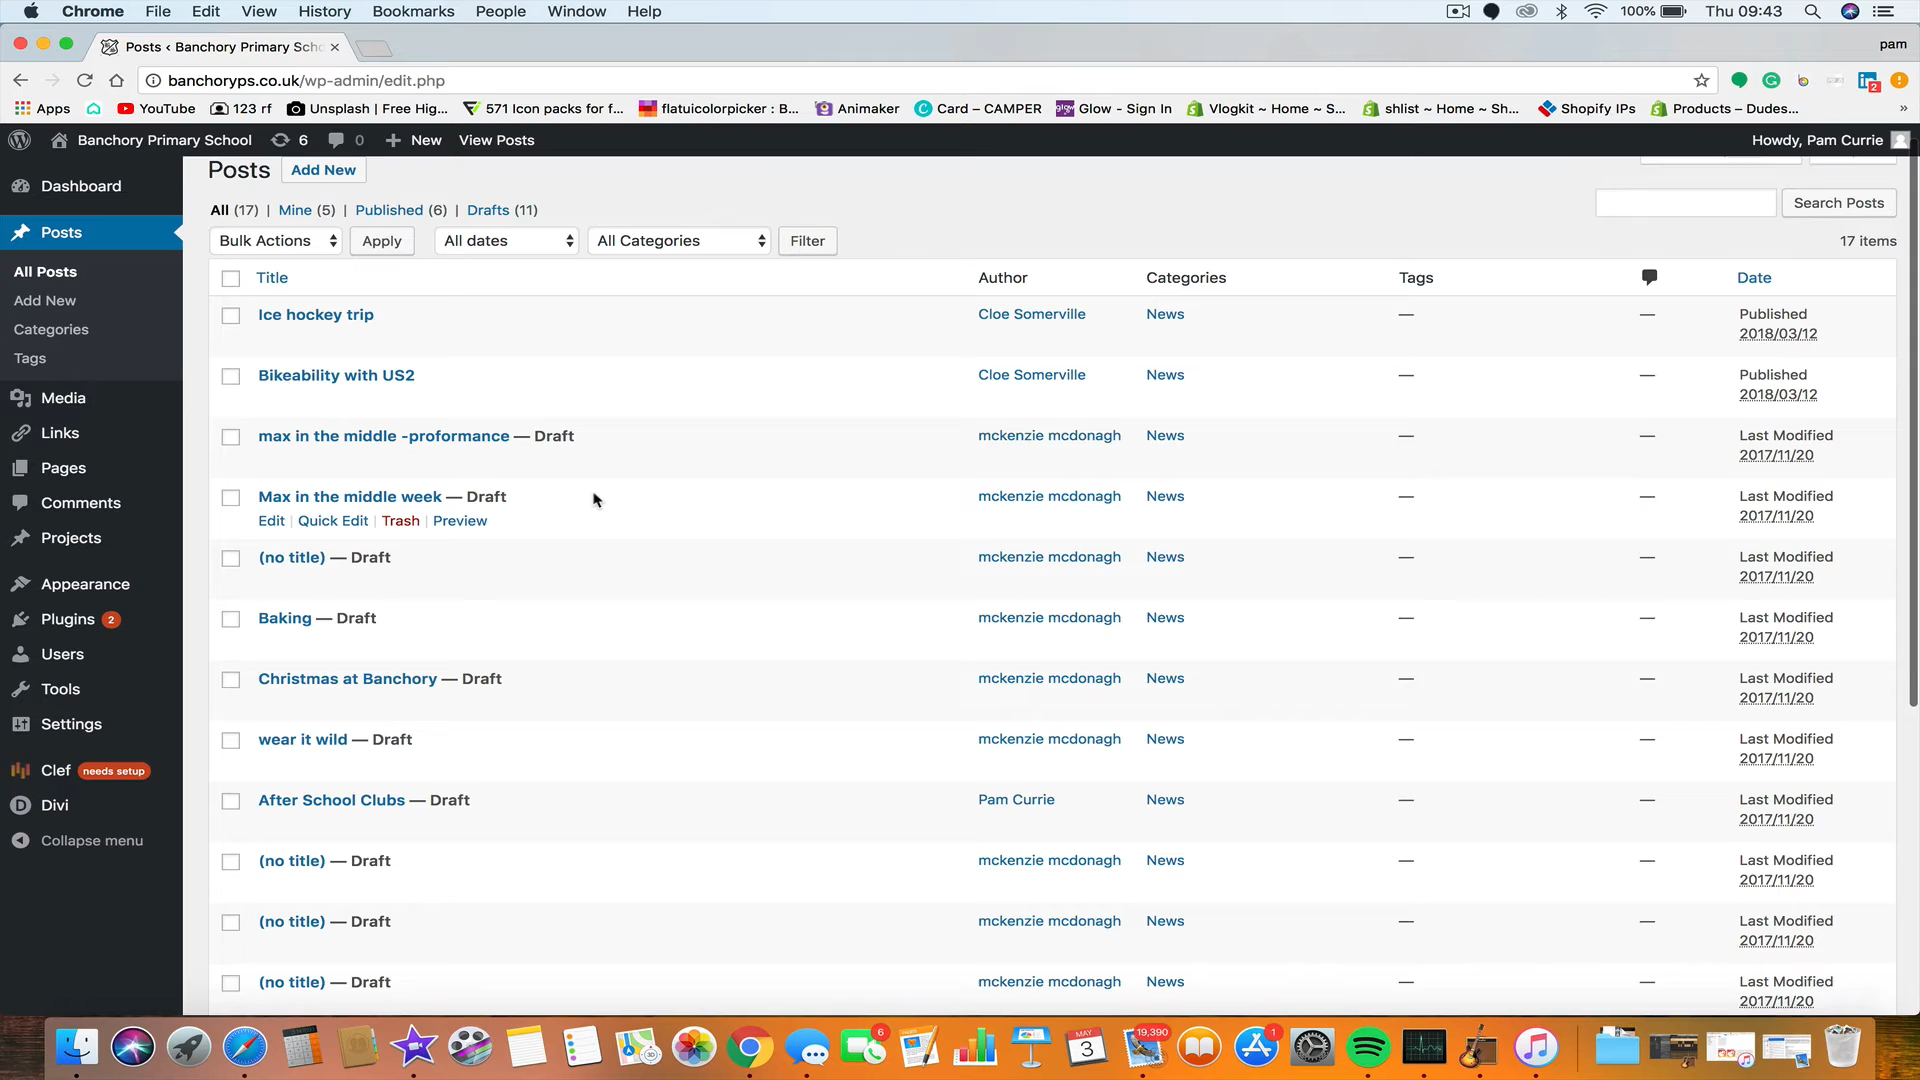 Chrome File Edit View History Bookmarks People Window Help 100% Thu 09:43
Posts ‹ Banchory Primary Scho pam
banchoryps.co.uk/wp-admin/edit.php 2
Apps YouTube 123 rf Unsplash | Free Hig... 571 Icon packs for f... flatuicolorpicker : B... Animaker Card – CAMPER glow Glow - Sign In Vlogkit ~ Home ~ S... shlist ~ Home ~ Sh... Shopify IPs Products – Dudes... »
Banchory Primary School 6 0 New View Posts Howdy, Pam Currie
Posts Add New
All (17) | Mine (5) | Published (6) | Drafts (11) Search Posts
Bulk Actions Apply All dates All Categories Filter 17 items
Dashboard
Posts
All Posts
Add New
Categories
Tags
Media
Links
Pages
Comments
Projects
Appearance
Plugins 2
Users
Tools
Settings
Clef needs setup
Divi
Collapse menu
Title Author Categories Tags Date
Ice hockey trip Cloe Somerville News — — Published
2018/03/12
Bikeability with US2 Cloe Somerville News — — Published
2018/03/12
max in the middle -proformance — Draft mckenzie mcdonagh News — — Last Modified
2017/11/20
Max in the middle week — Draft mckenzie mcdonagh News — — Last Modified
Edit | Quick Edit | Trash | Preview 2017/11/20
(no title) — Draft mckenzie mcdonagh News — — Last Modified
2017/11/20
Baking — Draft mckenzie mcdonagh News — — Last Modified
2017/11/20
Christmas at Banchory — Draft mckenzie mcdonagh News — — Last Modified
2017/11/20
wear it wild — Draft mckenzie mcdonagh News — — Last Modified
2017/11/20
After School Clubs — Draft Pam Currie News — — Last Modified
2017/11/20
(no title) — Draft mckenzie mcdonagh News — — Last Modified
2017/11/20
(no title) — Draft mckenzie mcdonagh News — — Last Modified
2017/11/20
(no title) — Draft mckenzie mcdonagh News — — Last Modified
2017/11/20
6 MAY 3 19,390 1